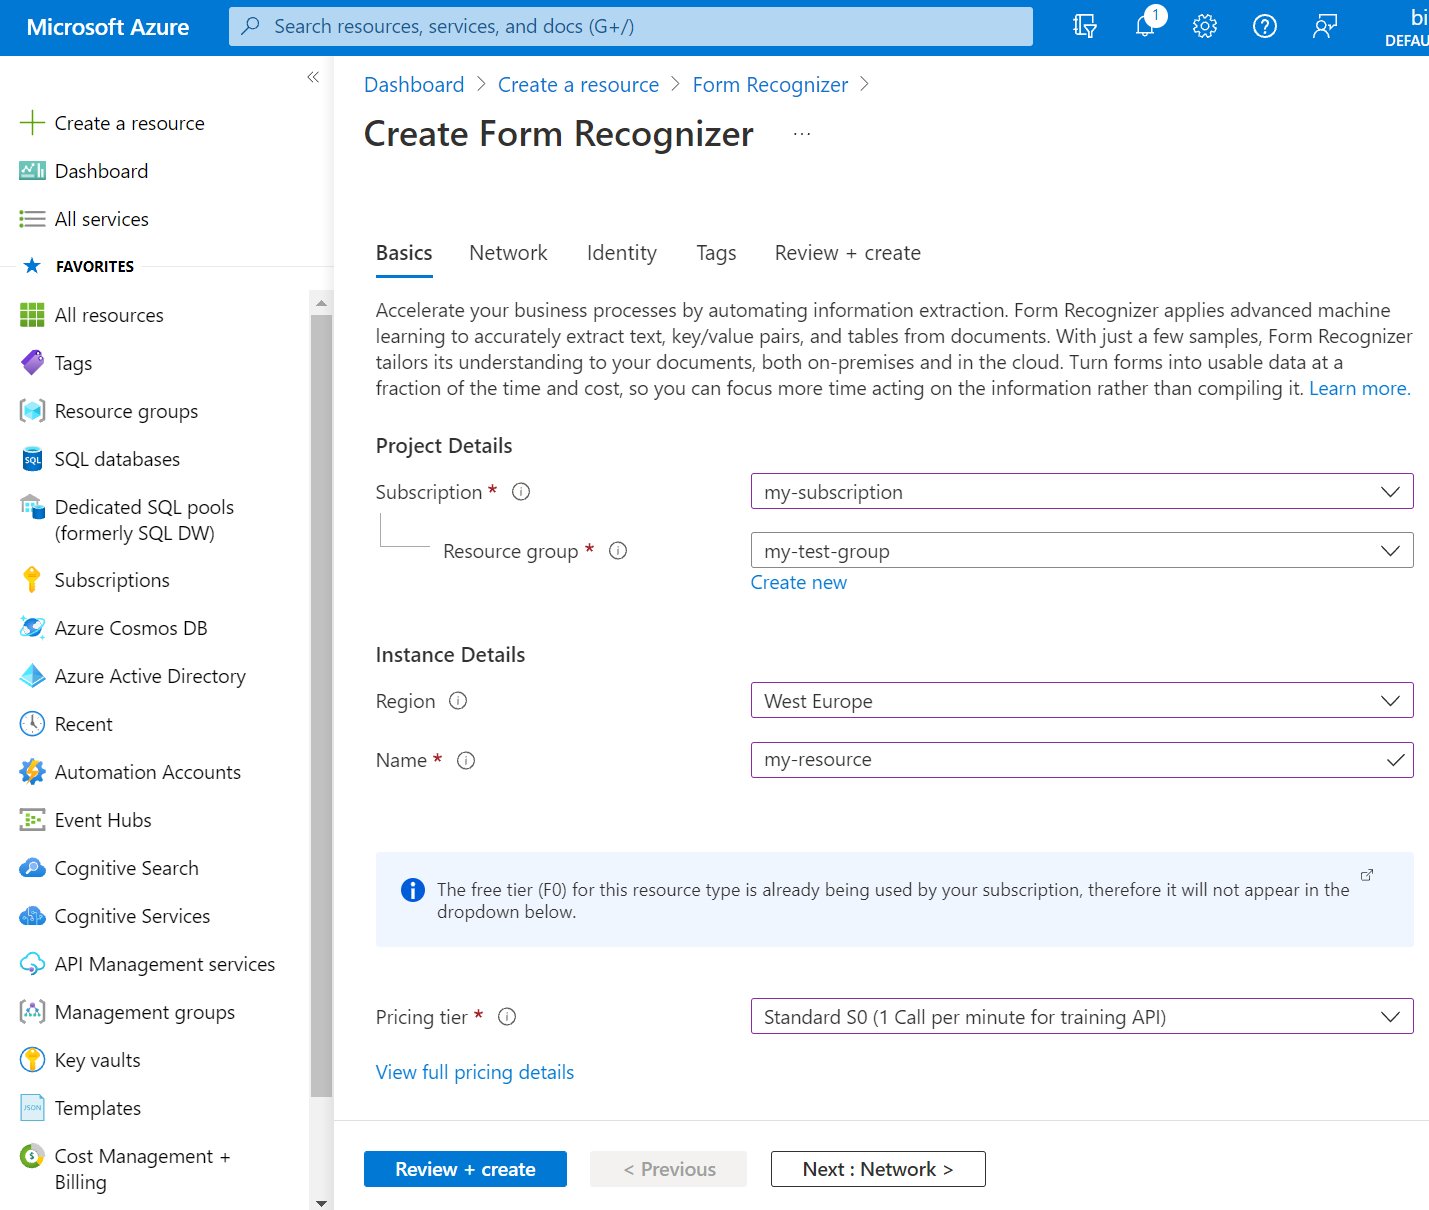 Microsoft Azure
Search resources, services, and docs (G+/)
1
bi
DEFAU
«
Create a resource
Dashboard
All services
FAVORITES
All resources
Tags
Resource groups
SQL
SQL databases
Dedicated SQL pools
(formerly SQL DW)
Subscriptions
Azure Cosmos DB
Azure Active Directory
Recent
Automation Accounts
Event Hubs
Cognitive Search
Cognitive Services
API Management services
Management groups
Key vaults
JSON
Templates
Cost Management +
Billing
Dashboard > Create a resource > Form Recognizer >
Create Form Recognizer ...
Basics Network Identity Tags Review + create
Accelerate your business processes by automating information extraction. Form Recognizer applies advanced machine
learning to accurately extract text, key/value pairs, and tables from documents. With just a few samples, Form Recognizer
tailors its understanding to your documents, both on-premises and in the cloud. Turn forms into usable data at a
fraction of the time and cost, so you can focus more time acting on the information rather than compiling it. Learn more.
Project Details
Subscription *
my-subscription
Resource group *
my-test-group
Create new
Instance Details
Region
West Europe
Name *
my-resource
The free tier (F0) for this resource type is already being used by your subscription, therefore it will not appear in the
dropdown below.
Pricing tier *
Standard S0 (1 Call per minute for training API)
View full pricing details
Review + create
< Previous
Next : Network >